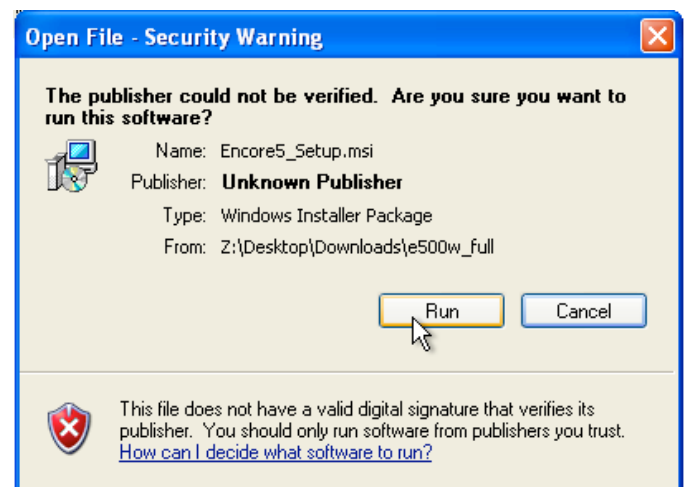 Open File - Security Warning
The publisher could not be verified.  Are you sure you want to
run this software?
Name: Encore5_Setup.msi
Publisher: Unknown Publisher
Type: Windows Installer Package
From: Z:\Desktop\Downloads\e500w_full
Run Cancel
This file does not have a valid digital signature that verifies its
publisher.  You should only run software from publishers you trust.
How can I decide what software to run?